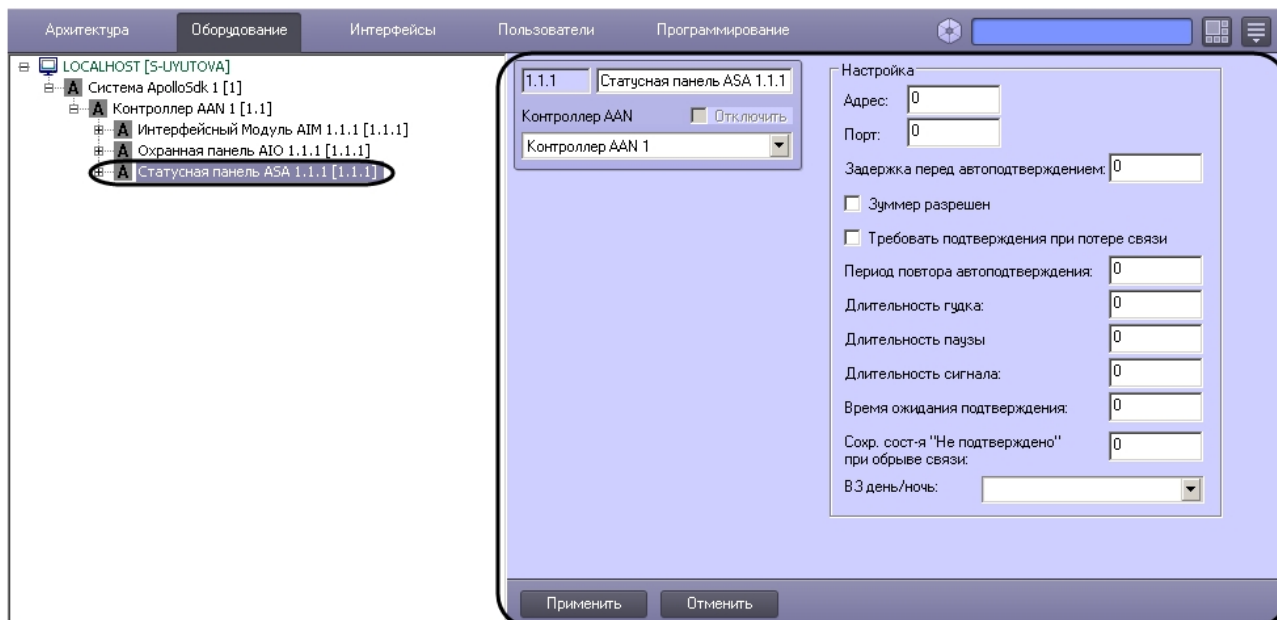 Архитектура Оборудование Интерфейсы Пользователи Программирование
LOCALHOST [S-UYUTOVA]
Система ApolloSdk 1 [1]
Контроллер AAN 1 [1.1]
Интерфейсный Модуль AIM 1.1.1 [1.1.1]
Охранная панель AIO 1.1.1 [1.1.1]
Статусная панель ASA 1.1.1 [1.1.1]
1.1.1 Статусная панель ASA 1.1.1
Контроллер AAN Отключить
Контроллер AAN 1
Настройка
Адрес: 0
Порт: 0
Задержка перед автоподтверждением: 0
Зуммер разрешен
Требовать подтверждения при потере связи
Период повтора автоподтверждения: 0
Длительность гудка: 0
Длительность паузы 0
Длительность сигнала: 0
Время ожидания подтверждения: 0
Сохр. сост-я "Не подтверждено" 0
при обрыве связи:
ВЗ день/ночь:
Применить Отменить